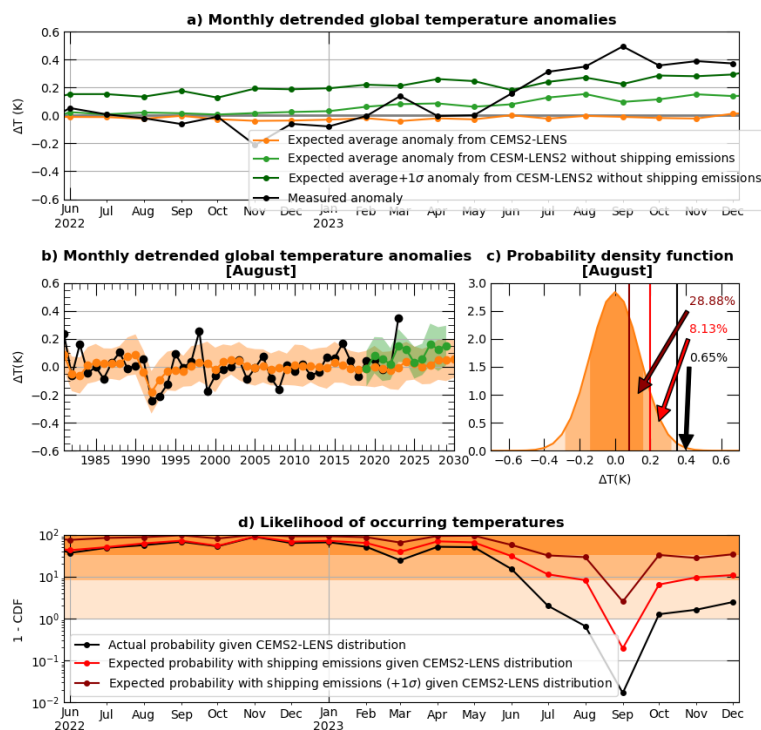 a) Monthly detrended global temperature anomalies
0.6
0.4
0.2
0.0
−0.2
−0.4
−0.6
ΔT (K)
Expected average anomaly from CEMS2-LENS
Expected average anomaly from CESM-LENS2 without shipping emissions
Expected average+1σ anomaly from CESM-LENS2 without shipping emissions
Measured anomaly
Jun Jul Aug Sep Oct Nov Dec Jan Feb Mar Apr May Jun Jul Aug Sep Oct Nov Dec
2022 2023
b) Monthly detrended global temperature anomalies
[August]
0.6
0.4
0.2
0.0
−0.2
−0.4
−0.6
ΔT(K)
1985 1990 1995 2000 2005 2010 2015 2020 2025 2030
c) Probability density function
[August]
3.0
2.5
2.0
1.5
1.0
0.5
0.0
28.88%
8.13%
0.65%
−0.6 −0.4 −0.2 0.0 0.2 0.4 0.6
ΔT(K)
d) Likelihood of occurring temperatures
10²
10¹
10⁰
10⁻¹
10⁻²
1 - CDF
Actual probability given CEMS2-LENS distribution
Expected probability with shipping emissions given CEMS2-LENS distribution
Expected probability with shipping emissions (+1σ) given CEMS2-LENS distribution
Jun Jul Aug Sep Oct Nov Dec Jan Feb Mar Apr May Jun Jul Aug Sep Oct Nov Dec
2022 2023